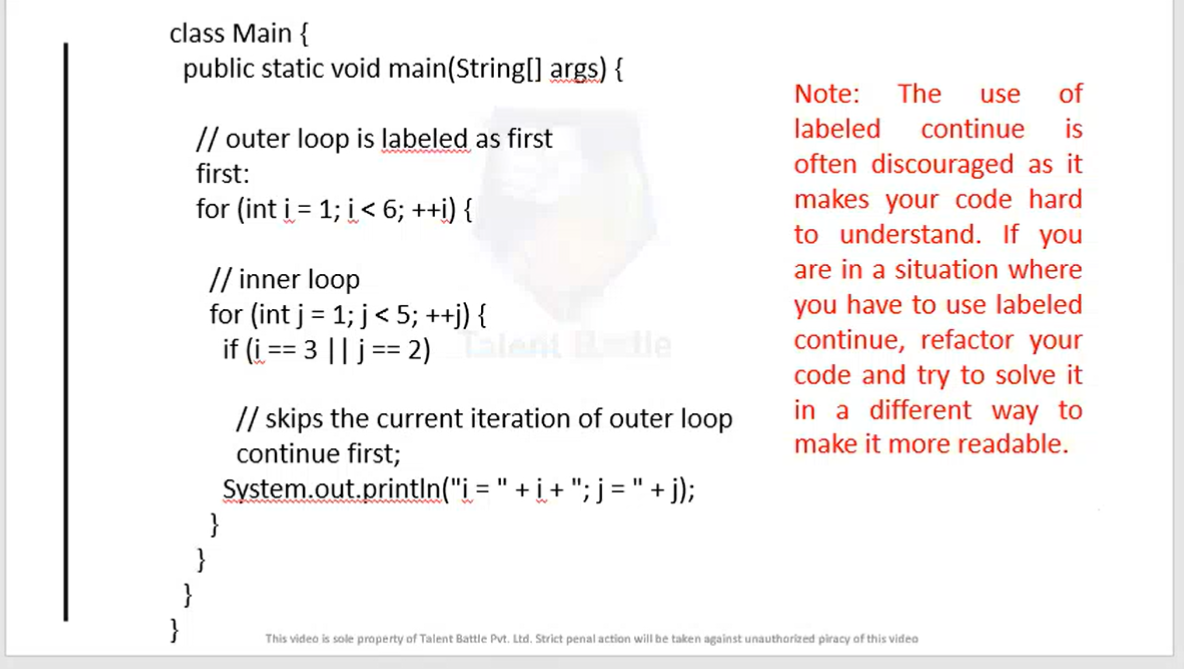 class Main {
public static void main(String[] args) {
// outer loop is labeled as first
first:
for (int i = 1; i < 6; ++i) {
// inner loop
for (int j = 1; j < 5; ++j) {
if (i == 3 || j == 2)
// skips the current iteration of outer loop
continue first;
System.out.println("i = " + i + "; j = " + j);
}
}
}
}
Note: The use of
labeled continue is
often discouraged as it
makes your code hard
to understand. If you
are in a situation where
you have to use labeled
continue, refactor your
code and try to solve it
in a different way to
make it more readable.
Talent Battle
This video is sole property of Talent Battle Pvt. Ltd. Strict penal action will be taken against unauthorized piracy of this video